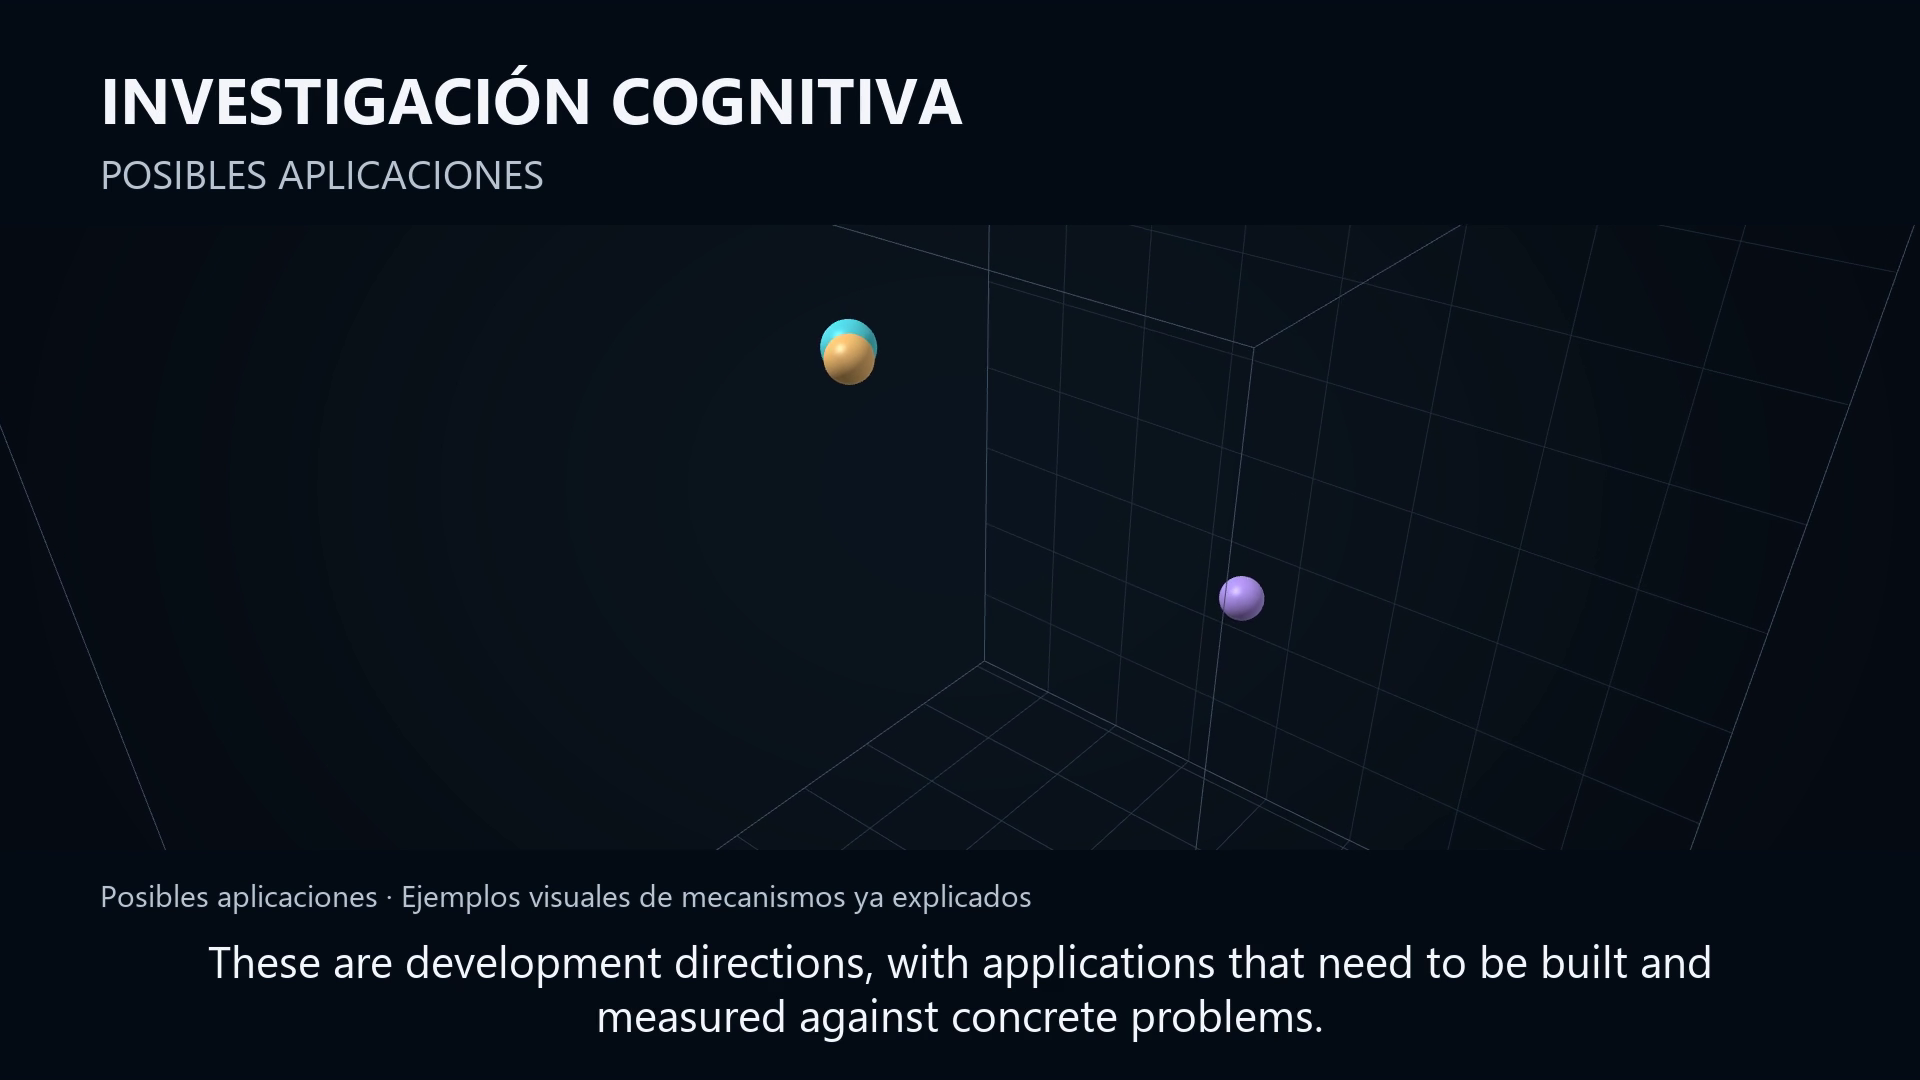 INVESTIGACIÓN COGNITIVA
POSIBLES APLICACIONES
Posibles aplicaciones · Ejemplos visuales de mecanismos ya explicados
These are development directions, with applications that need to be built and
measured against concrete problems.